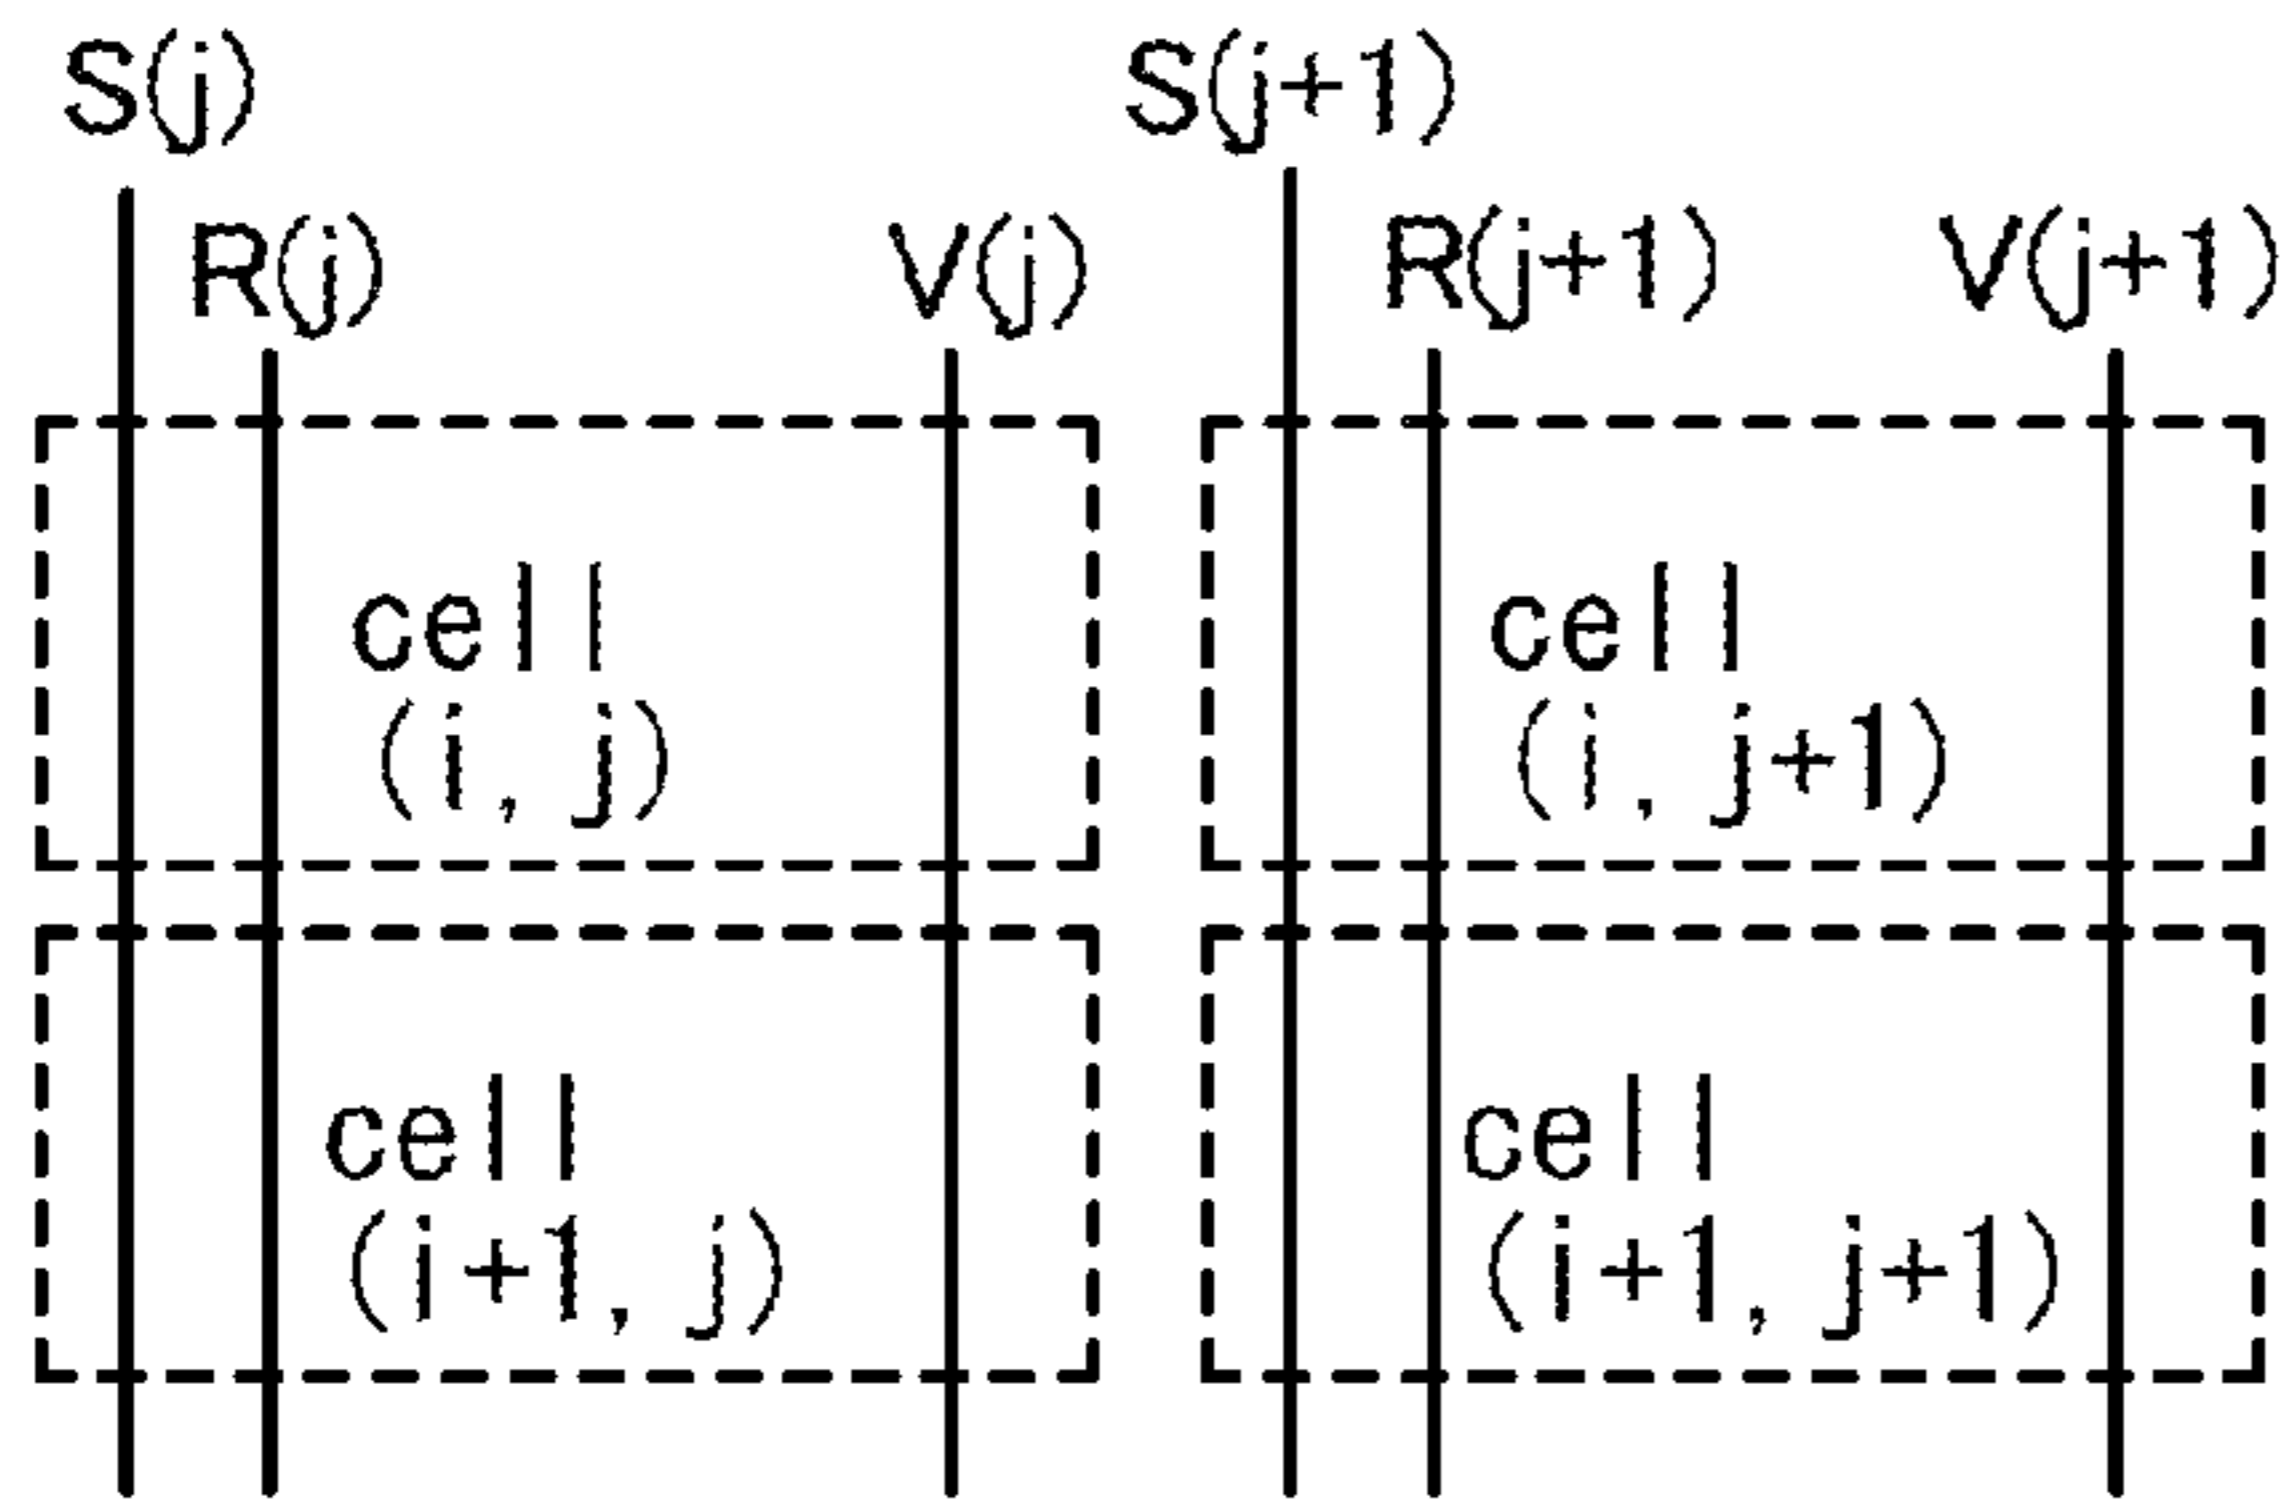 S(j) S(j+1)
R(j) V(j) R(j+1) V(j+1)
cell cell
(i, j) (i, j+1)
cell cell
(i+1, j) (i+1, j+1)